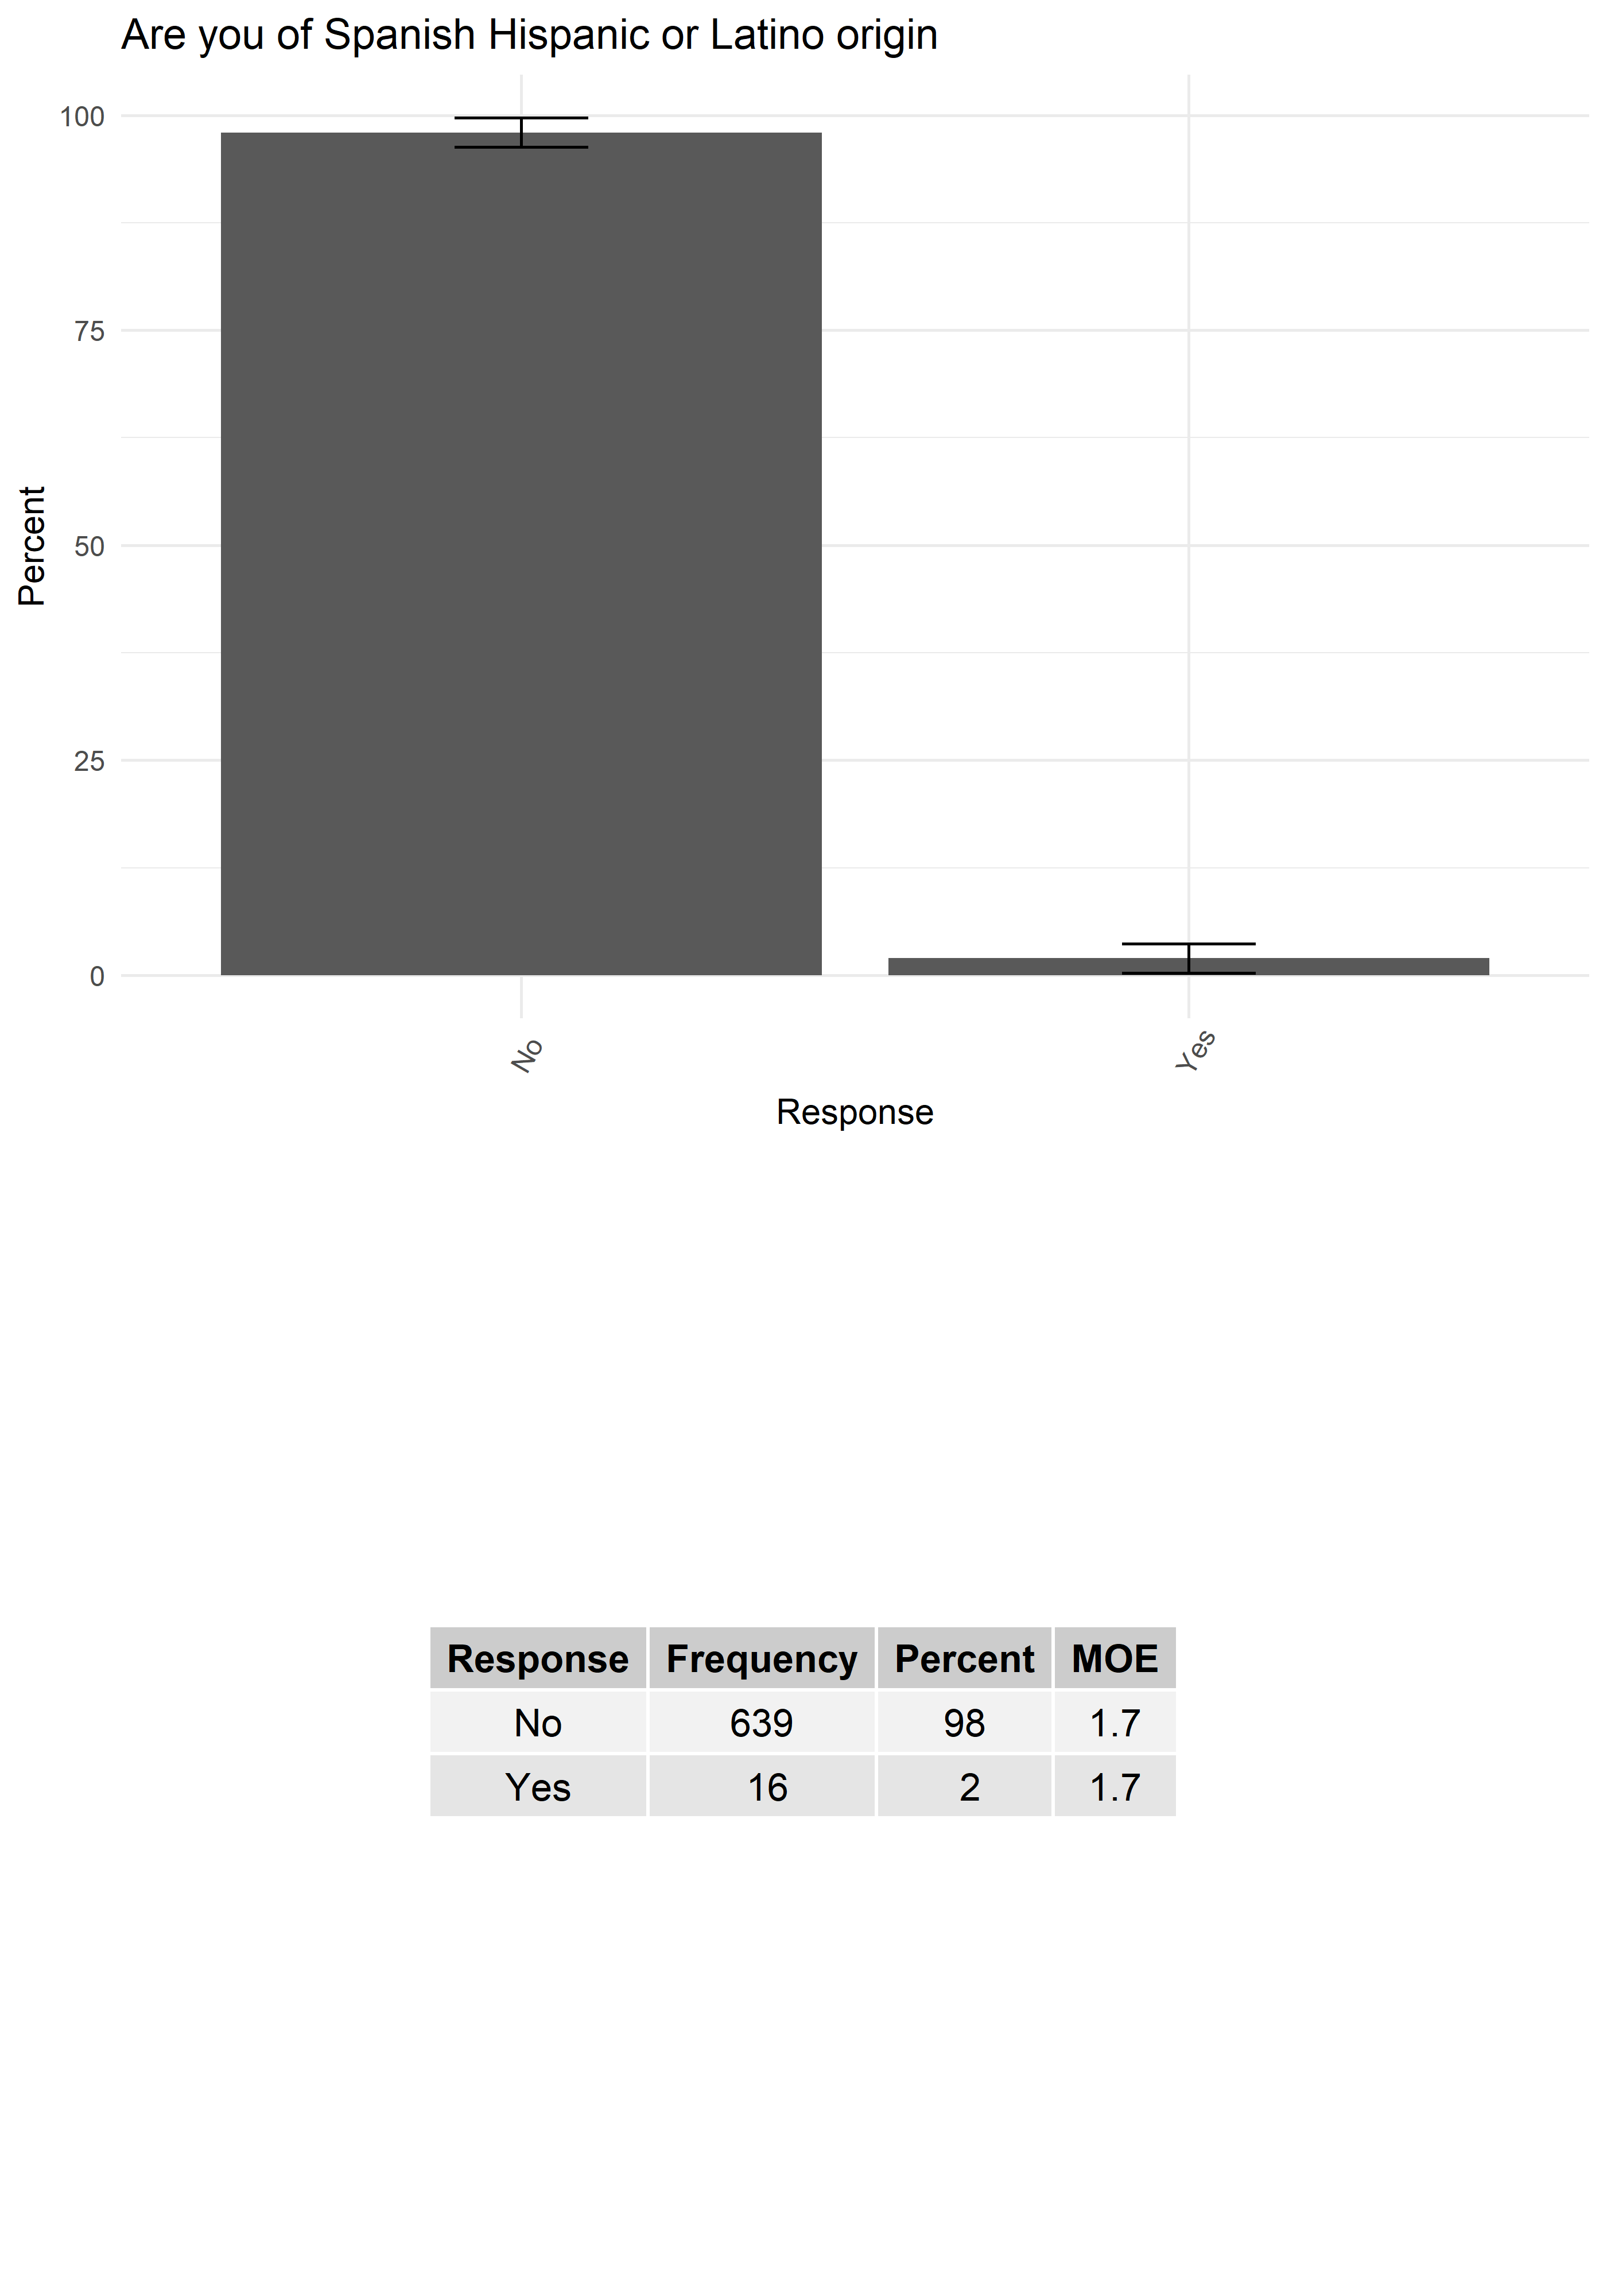 Are you of Spanish Hispanic or Latino origin
100
75
50
25
0
Percent
No
Yes
Response
Response Frequency Percent MOE
No 639 98 1.7
Yes 16 2 1.7